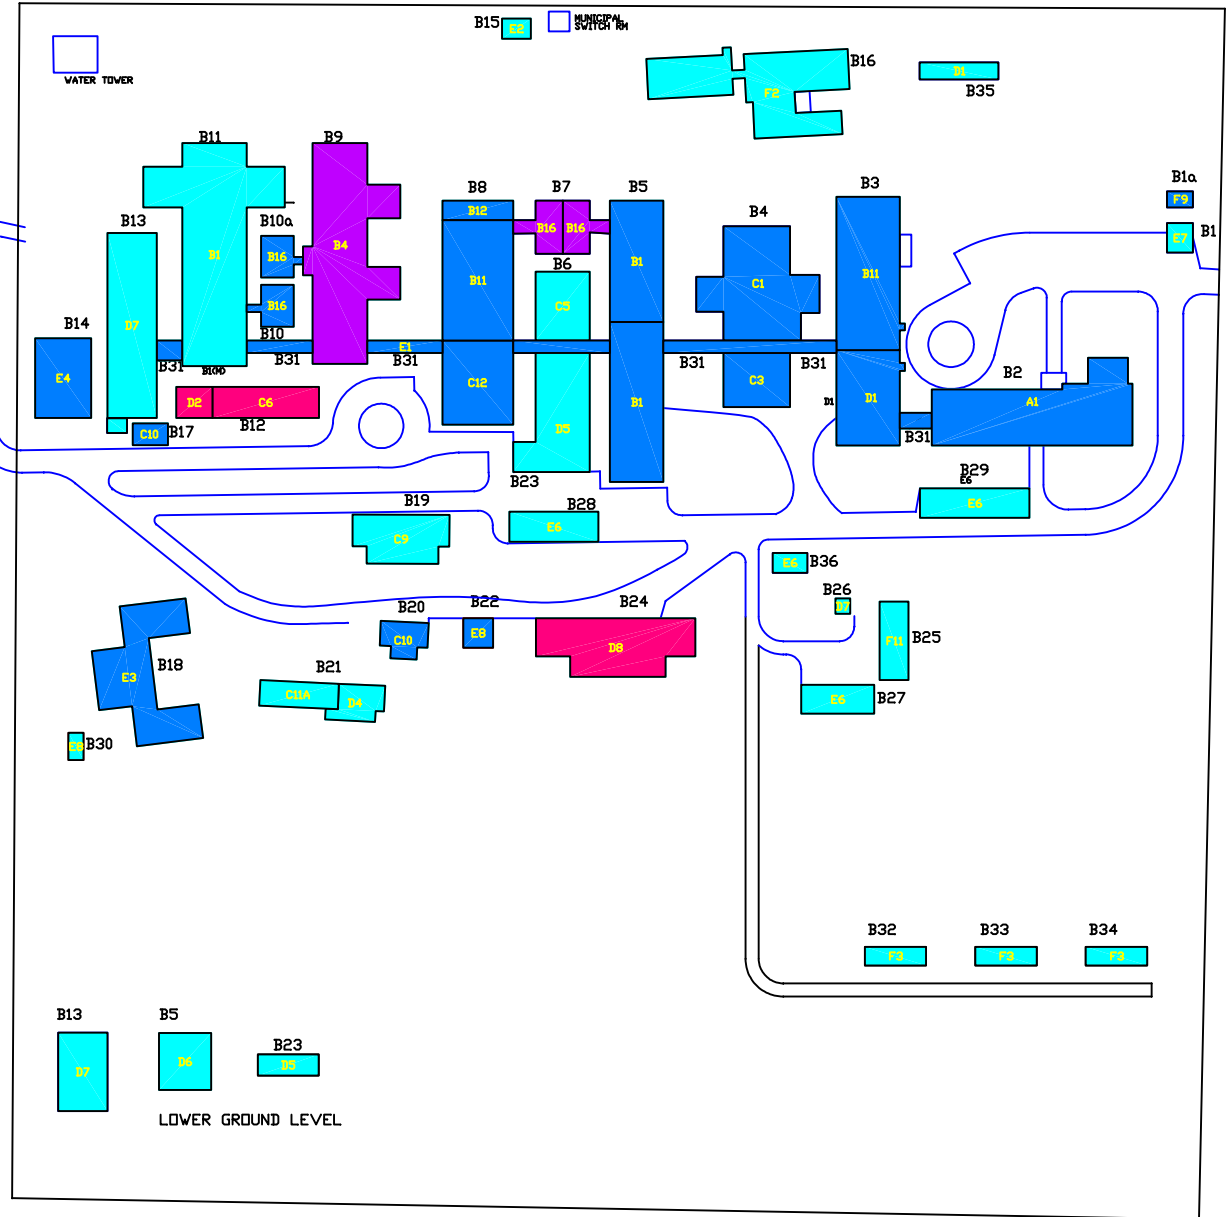 B15
E2
MUNICIPAL
SWITCH RM
WATER TOWER
B16
F2
D1
B35
B11
B9
B8
B7
B5
B3
B1a
F9
B13
B10a
B4
B12
B16
B16
B1
E7
B1
B16
B4
B6
B1
B11
C1
B11
C5
B16
D7
B14
B10
E1
B31
B31
B31
B31
B31
B1(MD
E4
C12
C3
B2
D2
C6
B1
D1
D1
A1
B12
C10
B17
D5
B31
B23
B29
E6
E6
B19
B28
E6
C9
E6
B36
B26
D7
B20
B22
B24
C10
E8
D8
F11
B25
B18
E3
B21
C11A
D4
E6
B27
E8
B30
B32
B33
B34
F3
F3
F3
B13
B5
B23
D7
D6
D5
LOWER GROUND LEVEL